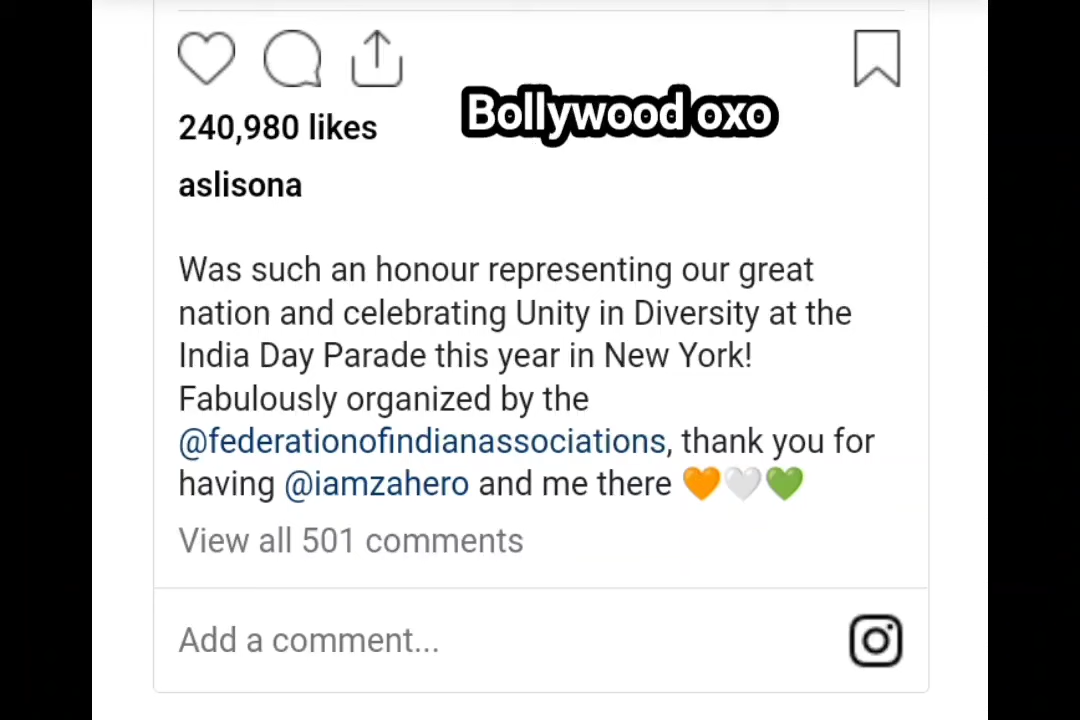 Bollywood oxo
240,980 likes
aslisona
Was such an honour representing our great
nation and celebrating Unity in Diversity at the
India Day Parade this year in New York!
Fabulously organized by the
@federationofindianassociations, thank you for
having @iamzahero and me there 🧡🤍💚
View all 501 comments
Add a comment...